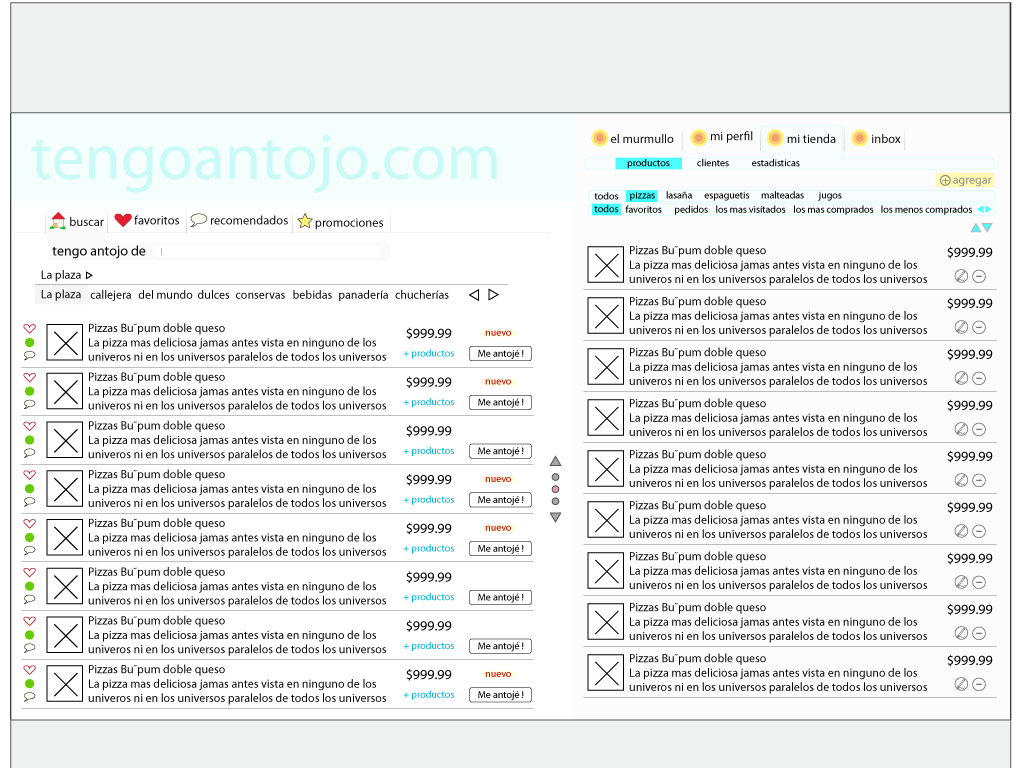 tengoantojo.com
buscar favoritos recomendados promociones
tengo antojo de
La plaza
La plaza callejera del mundo dulces conservas bebidas panadería chucherías
Pizzas Bu¨pum doble queso
$999.99 nuevo
La pizza mas deliciosa jamas antes vista en ninguno de los
univeros ni en los universos paralelos de todos los universos
+ productos Me antojé !
Pizzas Bu¨pum doble queso
$999.99 nuevo
La pizza mas deliciosa jamas antes vista en ninguno de los
univeros ni en los universos paralelos de todos los universos
+ productos Me antojé !
Pizzas Bu¨pum doble queso
$999.99
La pizza mas deliciosa jamas antes vista en ninguno de los
univeros ni en los universos paralelos de todos los universos
+ productos Me antojé !
Pizzas Bu¨pum doble queso
$999.99 nuevo
La pizza mas deliciosa jamas antes vista en ninguno de los
univeros ni en los universos paralelos de todos los universos
+ productos Me antojé !
Pizzas Bu¨pum doble queso
$999.99 nuevo
La pizza mas deliciosa jamas antes vista en ninguno de los
univeros ni en los universos paralelos de todos los universos
+ productos Me antojé !
Pizzas Bu¨pum doble queso
$999.99
La pizza mas deliciosa jamas antes vista en ninguno de los
univeros ni en los universos paralelos de todos los universos
+ productos Me antojé !
Pizzas Bu¨pum doble queso
$999.99
La pizza mas deliciosa jamas antes vista en ninguno de los
univeros ni en los universos paralelos de todos los universos
+ productos Me antojé !
Pizzas Bu¨pum doble queso
$999.99 nuevo
La pizza mas deliciosa jamas antes vista en ninguno de los
univeros ni en los universos paralelos de todos los universos
+ productos Me antojé !
el murmullo mi perfil mi tienda inbox
productos clientes estadisticas
agregar
todos pizzas lasaña espaguetis malteadas jugos
todos favoritos pedidos los mas visitados los mas comprados los menos comprados
Pizzas Bu¨pum doble queso $999.99
La pizza mas deliciosa jamas antes vista en ninguno de los
univeros ni en los universos paralelos de todos los universos
Pizzas Bu¨pum doble queso $999.99
La pizza mas deliciosa jamas antes vista en ninguno de los
univeros ni en los universos paralelos de todos los universos
Pizzas Bu¨pum doble queso $999.99
La pizza mas deliciosa jamas antes vista en ninguno de los
univeros ni en los universos paralelos de todos los universos
Pizzas Bu¨pum doble queso $999.99
La pizza mas deliciosa jamas antes vista en ninguno de los
univeros ni en los universos paralelos de todos los universos
Pizzas Bu¨pum doble queso $999.99
La pizza mas deliciosa jamas antes vista en ninguno de los
univeros ni en los universos paralelos de todos los universos
Pizzas Bu¨pum doble queso $999.99
La pizza mas deliciosa jamas antes vista en ninguno de los
univeros ni en los universos paralelos de todos los universos
Pizzas Bu¨pum doble queso $999.99
La pizza mas deliciosa jamas antes vista en ninguno de los
univeros ni en los universos paralelos de todos los universos
Pizzas Bu¨pum doble queso $999.99
La pizza mas deliciosa jamas antes vista en ninguno de los
univeros ni en los universos paralelos de todos los universos
Pizzas Bu¨pum doble queso $999.99
La pizza mas deliciosa jamas antes vista en ninguno de los
univeros ni en los universos paralelos de todos los universos